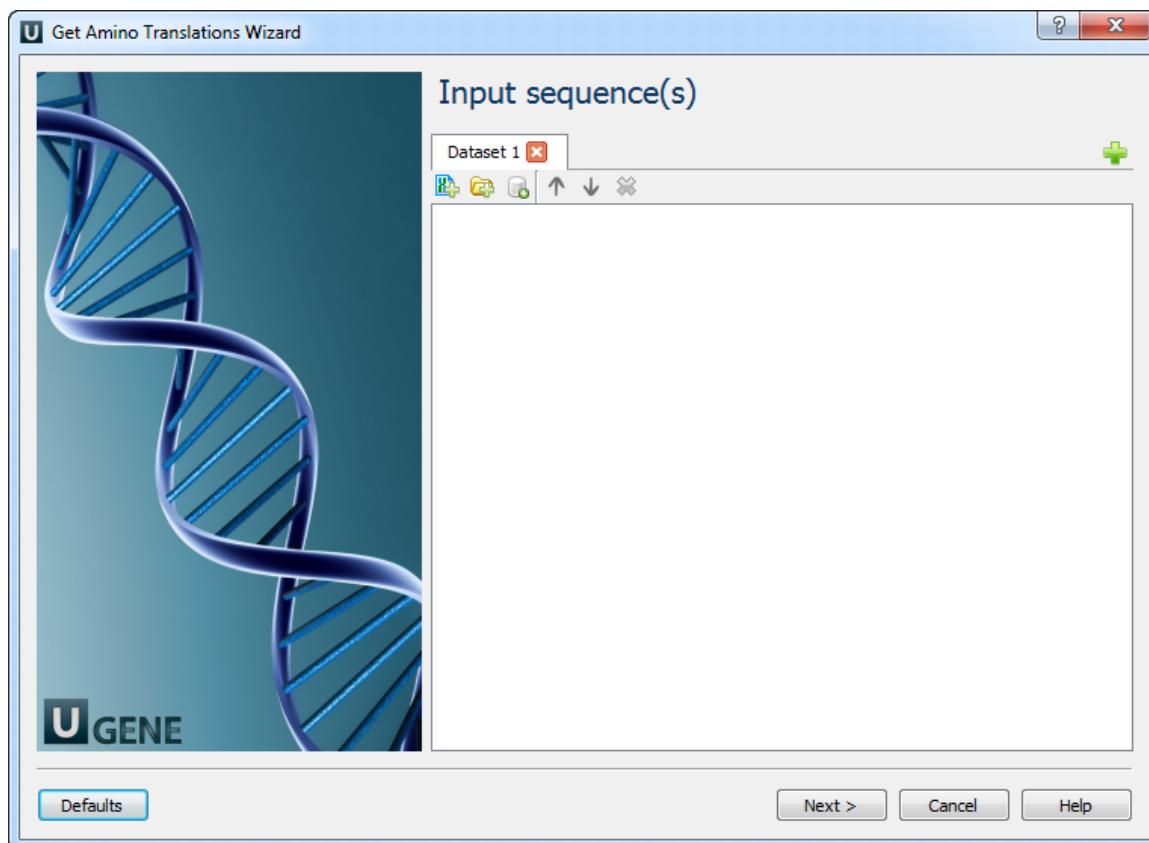 U Get Amino Translations Wizard
Input sequence(s)
Dataset 1
U GENE
Defaults
Next >
Cancel
Help